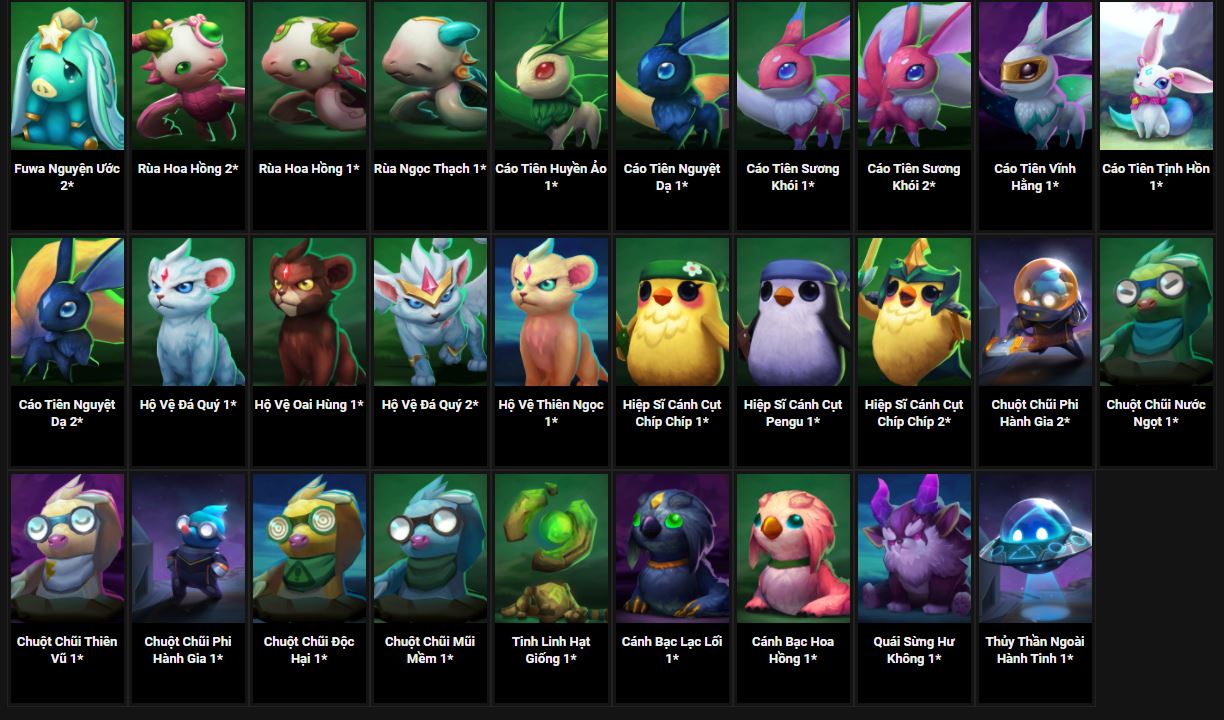 Fuwa Nguyện Ước
2*
Rùa Hoa Hồng 2*
Rùa Hoa Hồng 1*
Rùa Ngọc Thạch 1*
Cáo Tiên Huyền Ảo
1*
Cáo Tiên Nguyệt
Dạ 1*
Cáo Tiên Sương
Khói 1*
Cáo Tiên Sương
Khói 2*
Cáo Tiên Vĩnh
Hằng 1*
Cáo Tiên Tịnh Hồn
1*
Cáo Tiên Nguyệt
Dạ 2*
Hộ Vệ Đá Quý 1*
Hộ Vệ Oai Hùng 1*
Hộ Vệ Đá Quý 2*
Hộ Vệ Thiên Ngọc
1*
Hiệp Sĩ Cánh Cụt
Chíp Chíp 1*
Hiệp Sĩ Cánh Cụt
Pengu 1*
Hiệp Sĩ Cánh Cụt
Chíp Chíp 2*
Chuột Chũi Phi
Hành Gia 2*
Chuột Chũi Nước
Ngọt 1*
Chuột Chũi Thiên
Vũ 1*
Chuột Chũi Phi
Hành Gia 1*
Chuột Chũi Độc
Hại 1*
Chuột Chũi Mũi
Mềm 1*
Tinh Linh Hạt
Giống 1*
Cánh Bạc Lạc Lối
1*
Cánh Bạc Hoa
Hồng 1*
Quái Sừng Hư
Không 1*
Thủy Thần Ngoài
Hành Tinh 1*